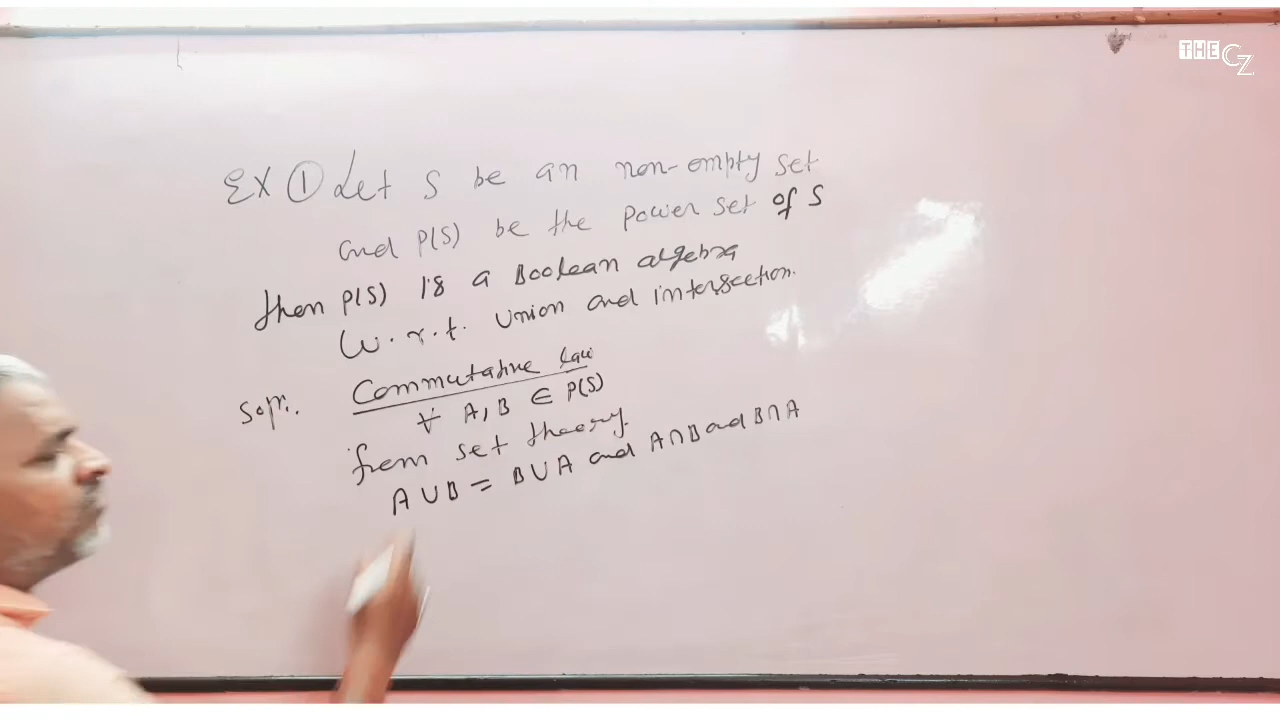 THE CZ
EX ① Let S be an non-empty set
and P(S) be the power set of S
then P(S) is a Boolean algebra
w.r.t. Union and intersection.
Soln. Commutative law
∀ A, B ∈ P(S)
from set theory.
A ∪ B = B ∪ A and A ∩ B and B ∩ A